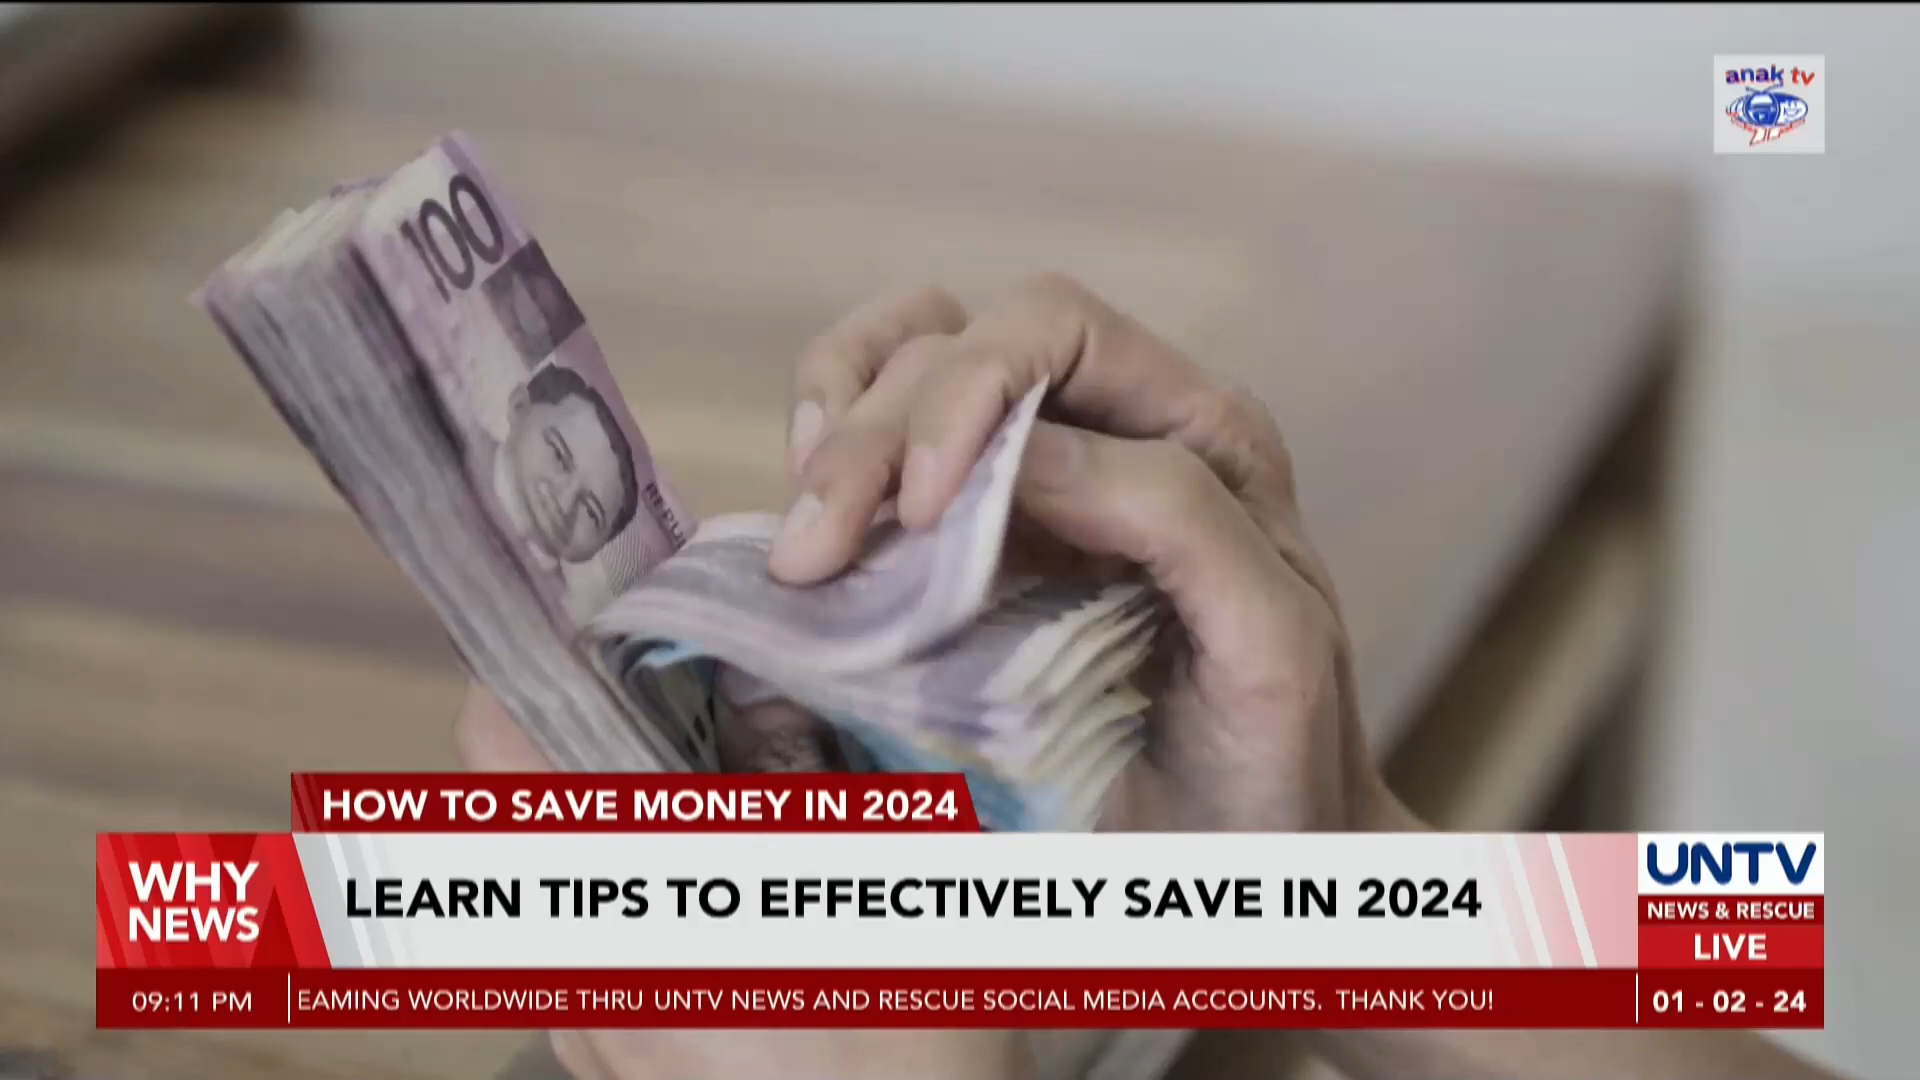 anak tv
100
HOW TO SAVE MONEY IN 2024
WHY
NEWS
LEARN TIPS TO EFFECTIVELY SAVE IN 2024
UNTV
NEWS & RESCUE
LIVE
09:11 PM
EAMING WORLDWIDE THRU UNTV NEWS AND RESCUE SOCIAL MEDIA ACCOUNTS. THANK YOU!
01 - 02 - 24